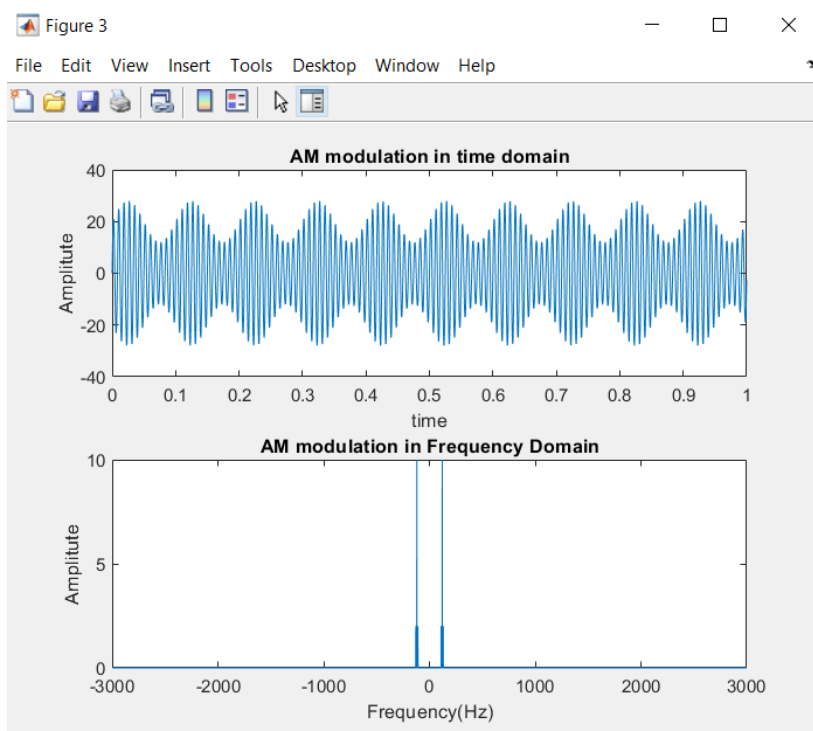 Figure 3
File Edit View Insert Tools Desktop Window Help
AM modulation in time domain
40
20
0
-20
-40
Amplitute
0 0.1 0.2 0.3 0.4 0.5 0.6 0.7 0.8 0.9 1
time
AM modulation in Frequency Domain
10
5
0
Amplitute
-3000 -2000 -1000 0 1000 2000 3000
Frequency(Hz)